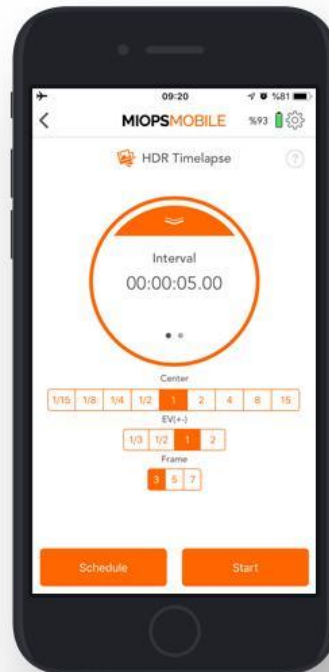 09:20 %81
MIOPSMOBILE %93
HDR Timelapse ?
Interval
00:00:05.00
Center
1/15 1/8 1/4 1/2 1 2 4 8 15
EV(+-)
1/3 1/2 1 2
Frame
3 5 7
Schedule Start